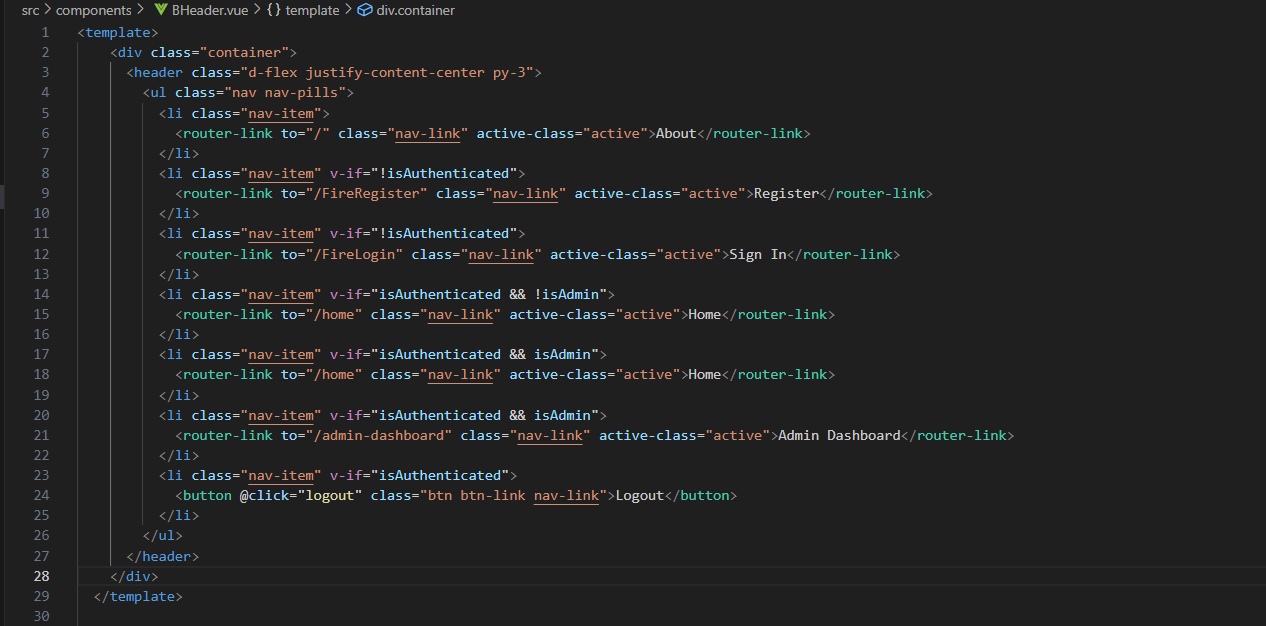 src > components > BHeader.vue > {} template > div.container
1 <template>
2 <div class="container">
3 <header class="d-flex justify-content-center py-3">
4 <ul class="nav nav-pills">
5 <li class="nav-item">
6 <router-link to="/" class="nav-link" active-class="active">About</router-link>
7 </li>
8 <li class="nav-item" v-if="!isAuthenticated">
9 <router-link to="/FireRegister" class="nav-link" active-class="active">Register</router-link>
10 </li>
11 <li class="nav-item" v-if="!isAuthenticated">
12 <router-link to="/FireLogin" class="nav-link" active-class="active">Sign In</router-link>
13 </li>
14 <li class="nav-item" v-if="isAuthenticated && !isAdmin">
15 <router-link to="/home" class="nav-link" active-class="active">Home</router-link>
16 </li>
17 <li class="nav-item" v-if="isAuthenticated && isAdmin">
18 <router-link to="/home" class="nav-link" active-class="active">Home</router-link>
19 </li>
20 <li class="nav-item" v-if="isAuthenticated && isAdmin">
21 <router-link to="/admin-dashboard" class="nav-link" active-class="active">Admin Dashboard</router-link>
22 </li>
23 <li class="nav-item" v-if="isAuthenticated">
24 <button @click="logout" class="btn btn-link nav-link">Logout</button>
25 </li>
26 </ul>
27 </header>
28 </div>
29 </template>
30